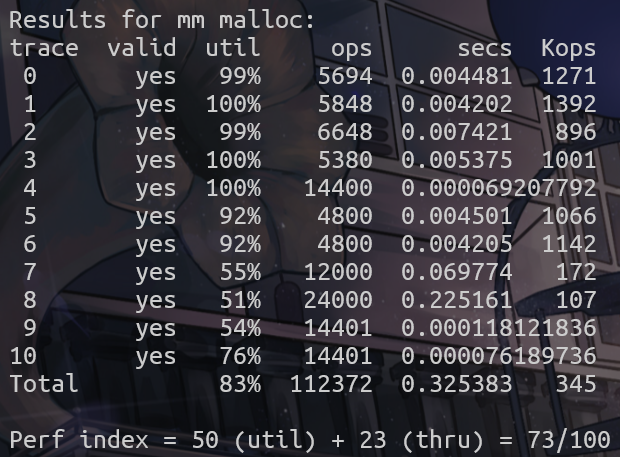 Results for mm malloc:
trace  valid  util     ops      secs  Kops
 0       yes   99%    5694  0.004481  1271
 1       yes  100%    5848  0.004202  1392
 2       yes   99%    6648  0.007421   896
 3       yes  100%    5380  0.005375  1001
 4       yes  100%   14400  0.000069207792
 5       yes   92%    4800  0.004501  1066
 6       yes   92%    4800  0.004205  1142
 7       yes   55%   12000  0.069774   172
 8       yes   51%   24000  0.225161   107
 9       yes   54%   14401  0.000118121836
10       yes   76%   14401  0.000076189736
Total          83%  112372  0.325383   345
Perf index = 50 (util) + 23 (thru) = 73/100